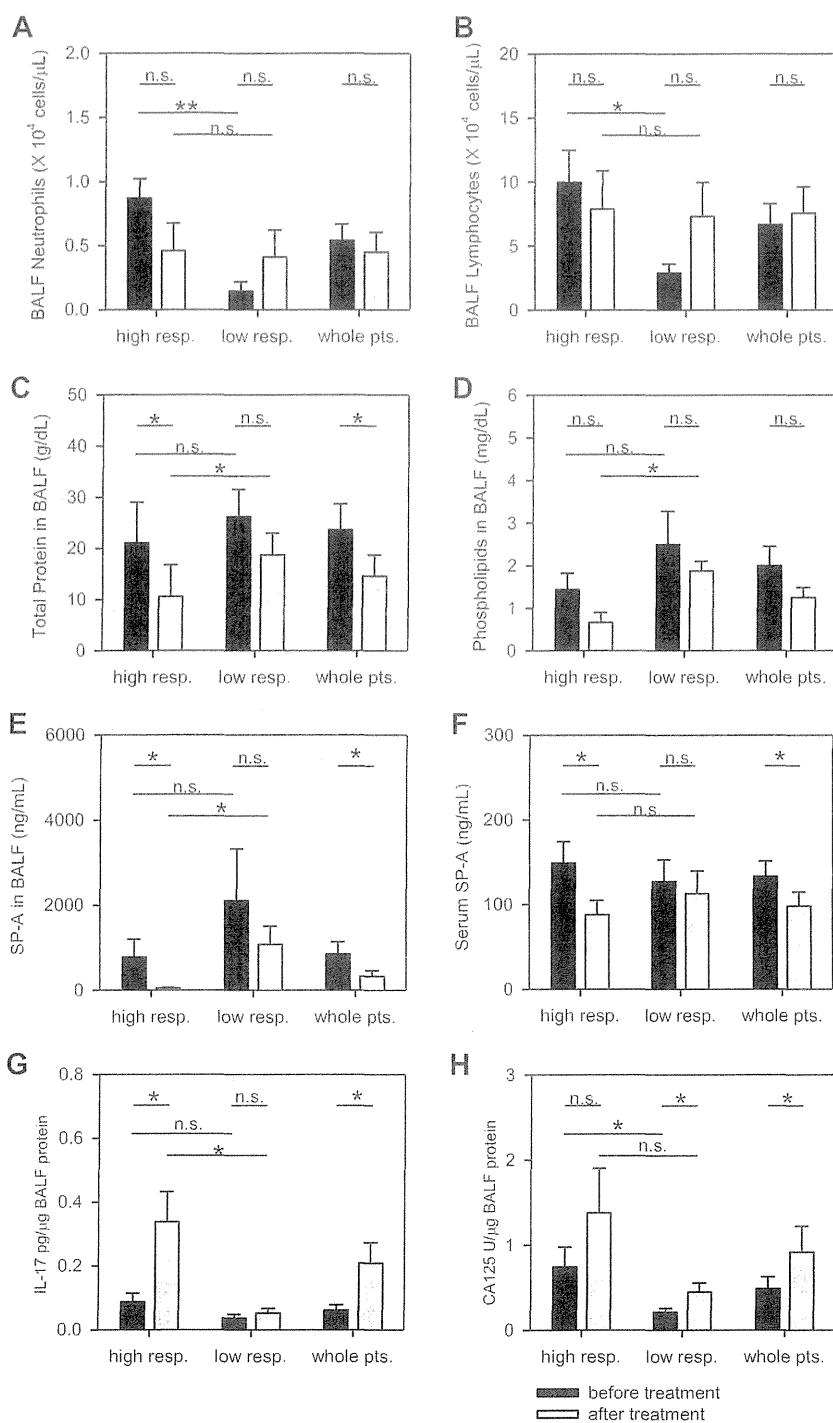 A
BALF Neutrophils (X 10⁴ cells/μL)
2.0
1.5
1.0
0.5
0.0
n.s.
n.s.
n.s.
**
n.s.
high resp.
low resp.
whole pts.
B
BALF Lymphocytes (X 10⁴ cells/μL)
20
15
10
5
0
n.s.
n.s.
n.s.
*
n.s.
high resp.
low resp.
whole pts.
C
Total Protein in BALF (g/dL)
50
40
30
20
10
0
*
n.s.
*
n.s.
*
high resp.
low resp.
whole pts.
D
Phospholipids in BALF (mg/dL)
6
5
4
3
2
1
0
n.s.
n.s.
n.s.
n.s.
*
high resp.
low resp.
whole pts.
E
SP-A in BALF (ng/mL)
6000
4000
2000
0
*
n.s.
*
n.s.
*
high resp.
low resp.
whole pts.
F
Serum SP-A (ng/mL)
300
200
100
0
*
n.s.
*
n.s.
n.s
high resp.
low resp.
whole pts.
G
IL-17 pg/μg BALF protein
0.8
0.6
0.4
0.2
0.0
*
n.s.
*
n.s.
*
high resp.
low resp.
whole pts.
H
CA125 U/μg BALF protein
3
2
1
0
n.s.
*
*
*
n.s.
high resp.
low resp.
whole pts.
before treatment
after treatment